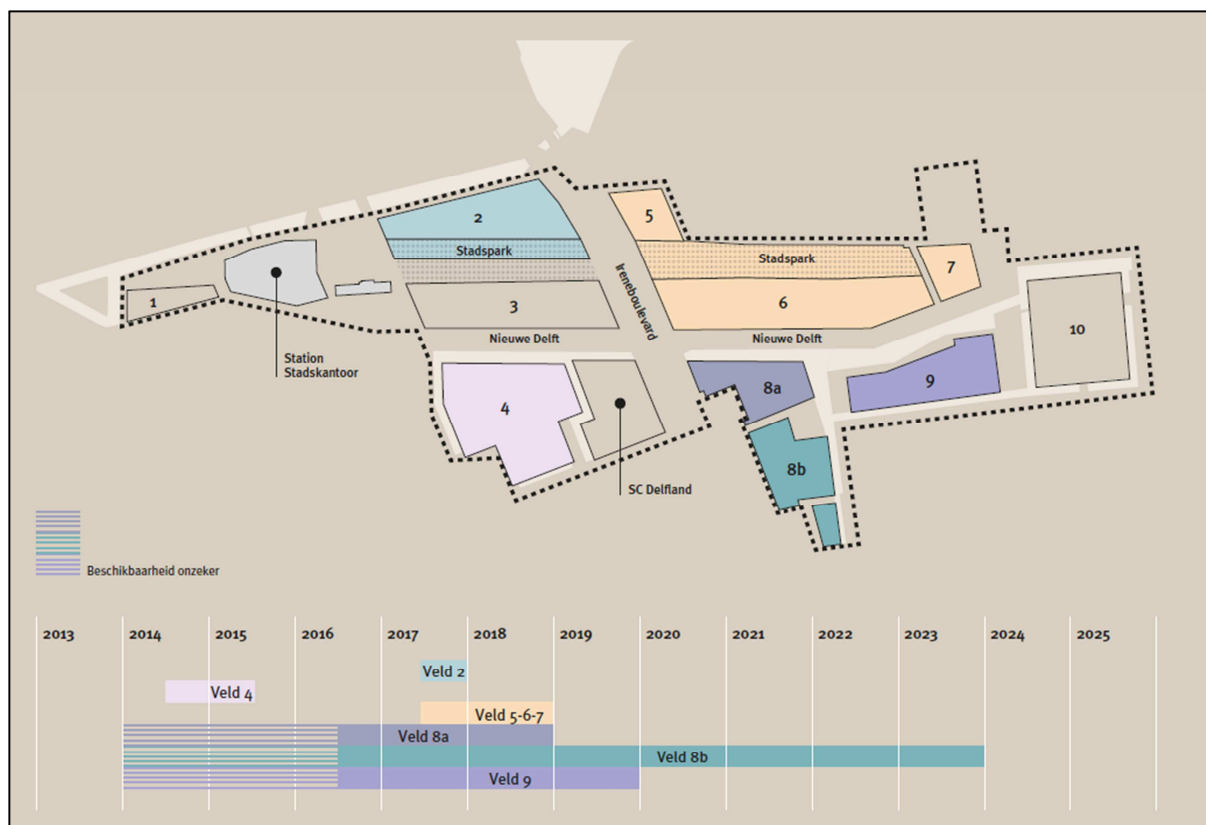 2
5
Stadspark
Ireneboulevard
Stadspark
7
1
3
6
10
Station
Stadskantoor
Nieuwe Delft
Nieuwe Delft
4
8a
9
8b
SC Delfland
Beschikbaarheid onzeker
2013 2014 2015 2016 2017 2018 2019 2020 2021 2022 2023 2024 2025
Veld 2
Veld 4
Veld 5-6-7
Veld 8a
Veld 8b
Veld 9